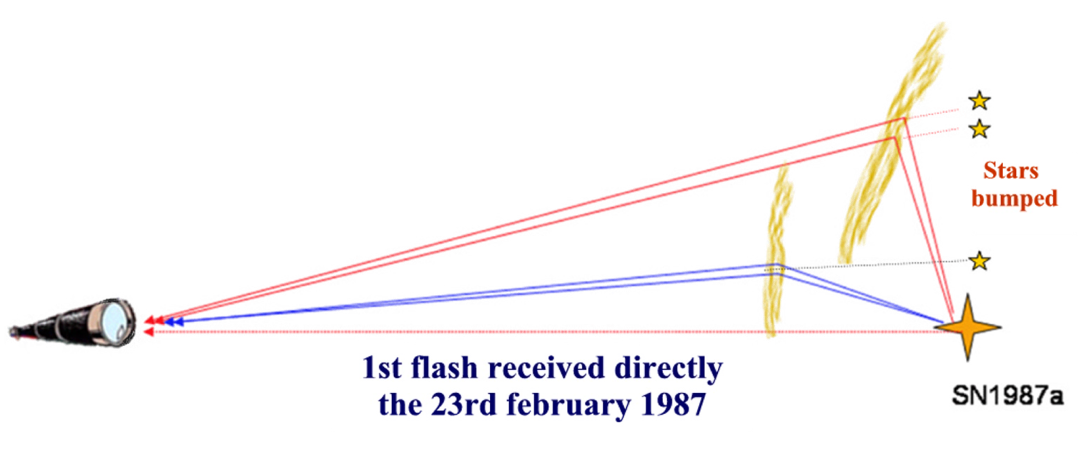 Stars
bumped
1st flash received directly
the 23rd february 1987
SN1987a